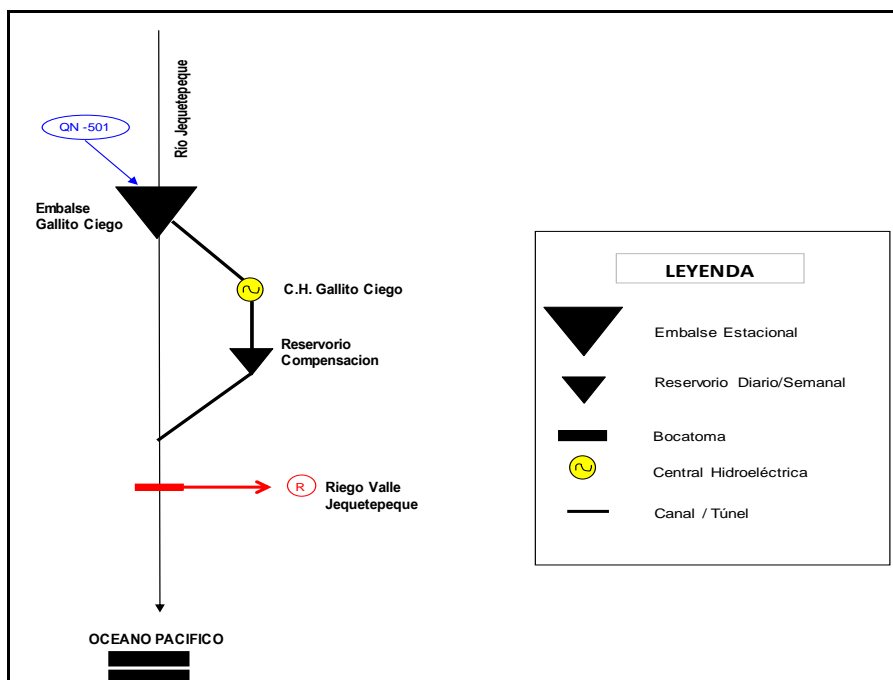 Río Jequetepeque
QN -501
Embalse
Gallito Ciego
C.H. Gallito Ciego
Reservorio
Compensacion
R
Riego Valle
Jequetepeque
OCEANO PACIFICO
LEYENDA
Embalse Estacional
Reservorio Diario/Semanal
Bocatoma
Central Hidroeléctrica
Canal / Túnel